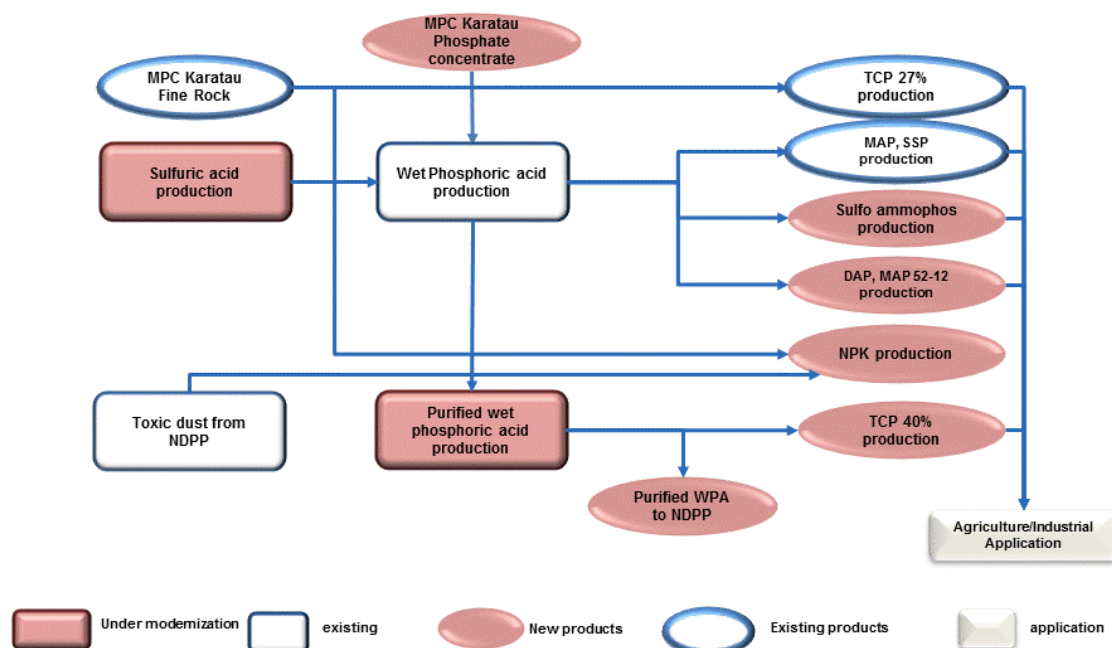 MPC Karatau
Phosphate
concentrate
MPC Karatau
Fine Rock
TCP 27%
production
MAP, SSP
production
Sulfuric acid
production
Wet Phosphoric acid
production
Sulfo ammophos
production
DAP, MAP 52-12
production
NPK production
Toxic dust from
NDPP
Purified wet
phosphoric acid
production
TCP 40%
production
Purified WPA
to NDPP
Agriculture/Industrial
Application
Under modernization
existing
New products
Existing products
application